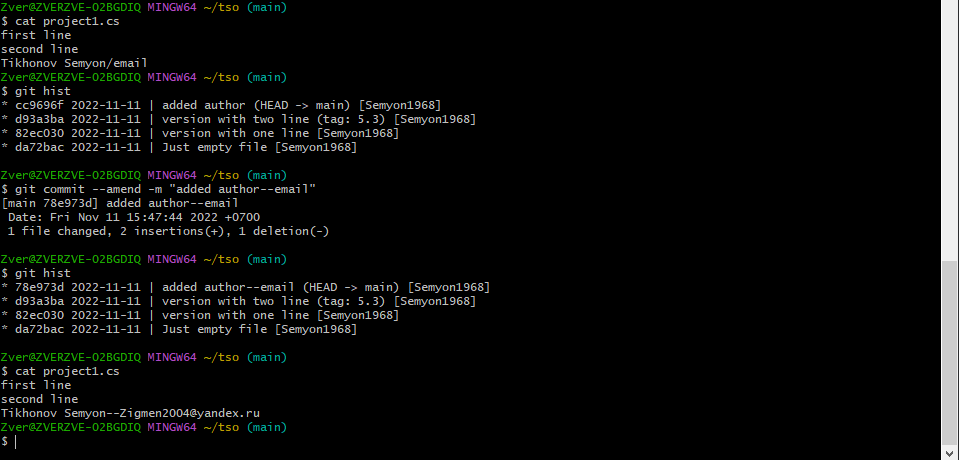 Zver@ZVERZVE-O2BGDIQ MINGW64 ~/tso (main)
$ cat project1.cs
first line
second line
Tikhonov Semyon/email
Zver@ZVERZVE-O2BGDIQ MINGW64 ~/tso (main)
$ git hist
* cc9696f 2022-11-11 | added author (HEAD -> main) [Semyon1968]
* d93a3ba 2022-11-11 | version with two line (tag: 5.3) [Semyon1968]
* 82ec030 2022-11-11 | version with one line [Semyon1968]
* da72bac 2022-11-11 | Just empty file [Semyon1968]
Zver@ZVERZVE-O2BGDIQ MINGW64 ~/tso (main)
$ git commit --amend -m "added author--email"
[main 78e973d] added author--email
Date: Fri Nov 11 15:47:44 2022 +0700
1 file changed, 2 insertions(+), 1 deletion(-)
Zver@ZVERZVE-O2BGDIQ MINGW64 ~/tso (main)
$ git hist
* 78e973d 2022-11-11 | added author--email (HEAD -> main) [Semyon1968]
* d93a3ba 2022-11-11 | version with two line (tag: 5.3) [Semyon1968]
* 82ec030 2022-11-11 | version with one line [Semyon1968]
* da72bac 2022-11-11 | Just empty file [Semyon1968]
Zver@ZVERZVE-O2BGDIQ MINGW64 ~/tso (main)
$ cat project1.cs
first line
second line
Tikhonov Semyon--Zigmen2004@yandex.ru
Zver@ZVERZVE-O2BGDIQ MINGW64 ~/tso (main)
$